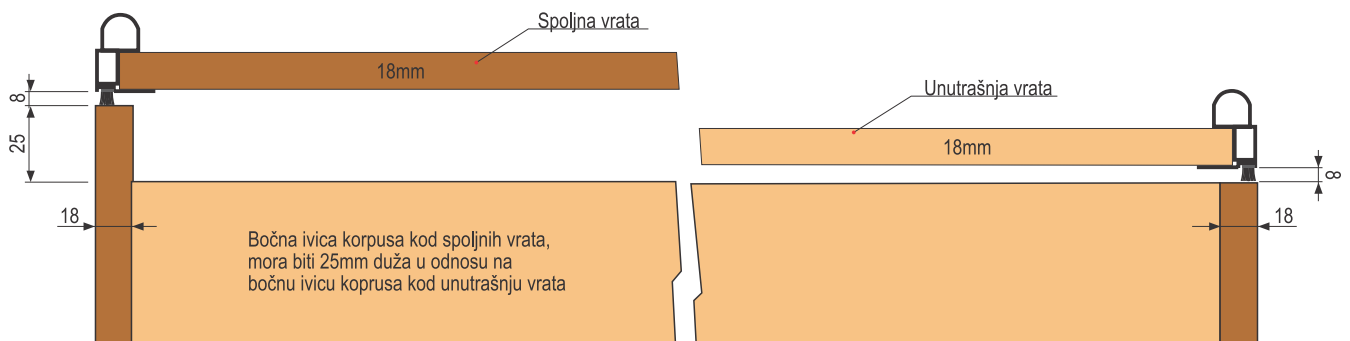 Spoljna vrata
18mm
8
25
18
Unutrašnja vrata
18mm
8
18
Bočna ivica korpusa kod spoljnih vrata,
mora biti 25mm duža u odnosu na
bočnu ivicu koprusa kod unutrašnju vrata